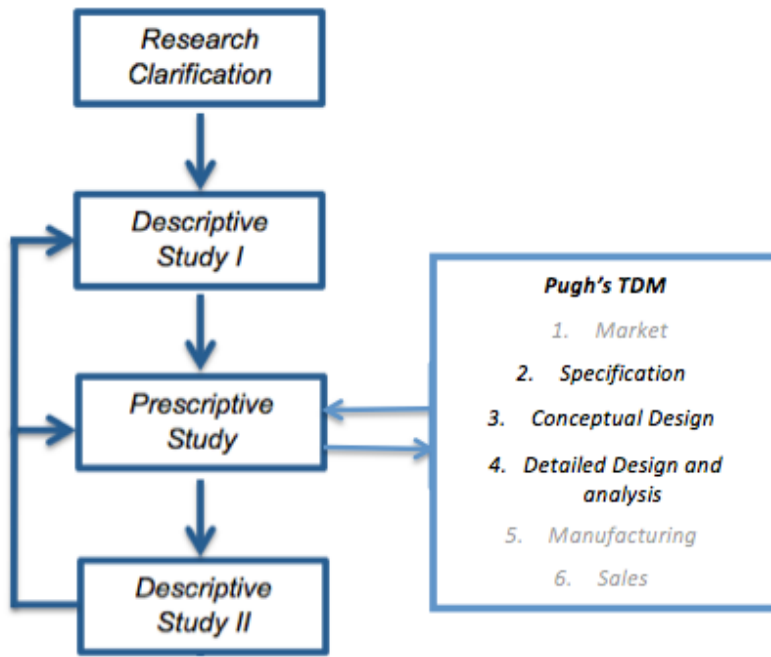 Research
Clarification
Descriptive
Study I
Prescriptive
Study
Descriptive
Study II
Pugh's TDM
1. Market
2. Specification
3. Conceptual Design
4. Detailed Design and
analysis
5. Manufacturing
6. Sales